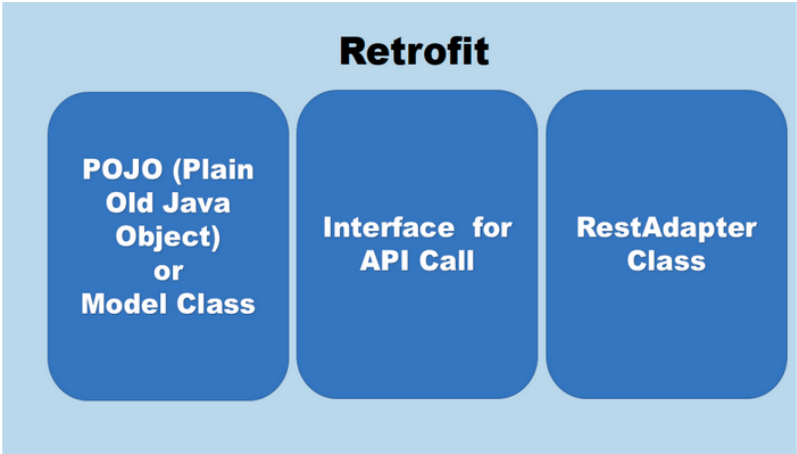 Retrofit
POJO (Plain
Old Java
Object)
or
Model Class
Interface for
API Call
RestAdapter
Class